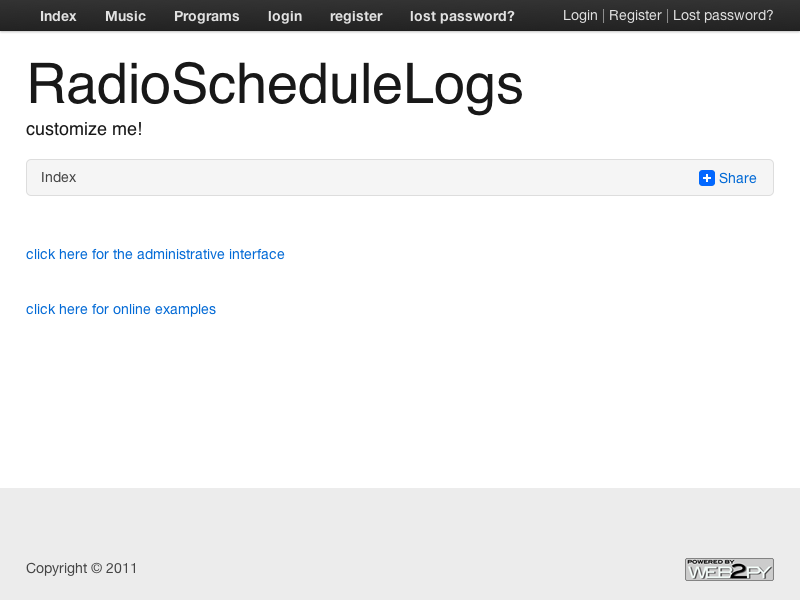 Index Music Programs login register lost password? Login | Register | Lost password?
RadioScheduleLogs
customize me!
Index Share
click here for the administrative interface
click here for online examples
Copyright © 2011
POWERED BY
WEB2PY